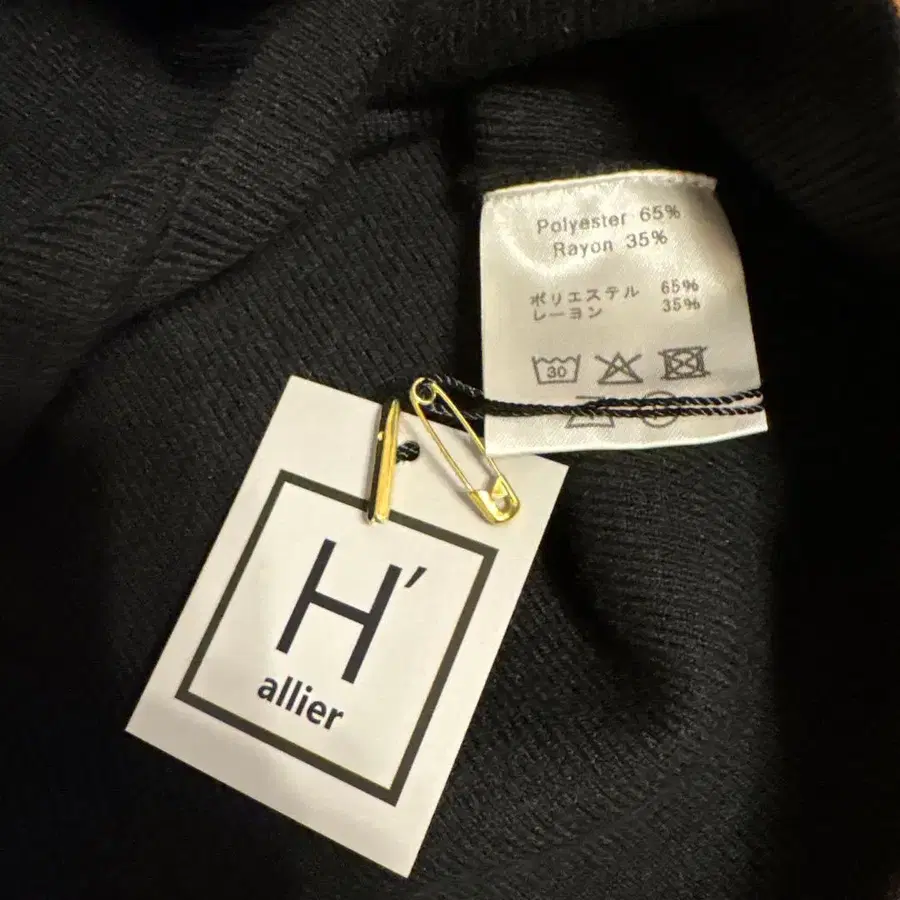 Polyester 65%
Rayon 35%
ポリエステル 65%
レーヨン 35%
30
H'
allier